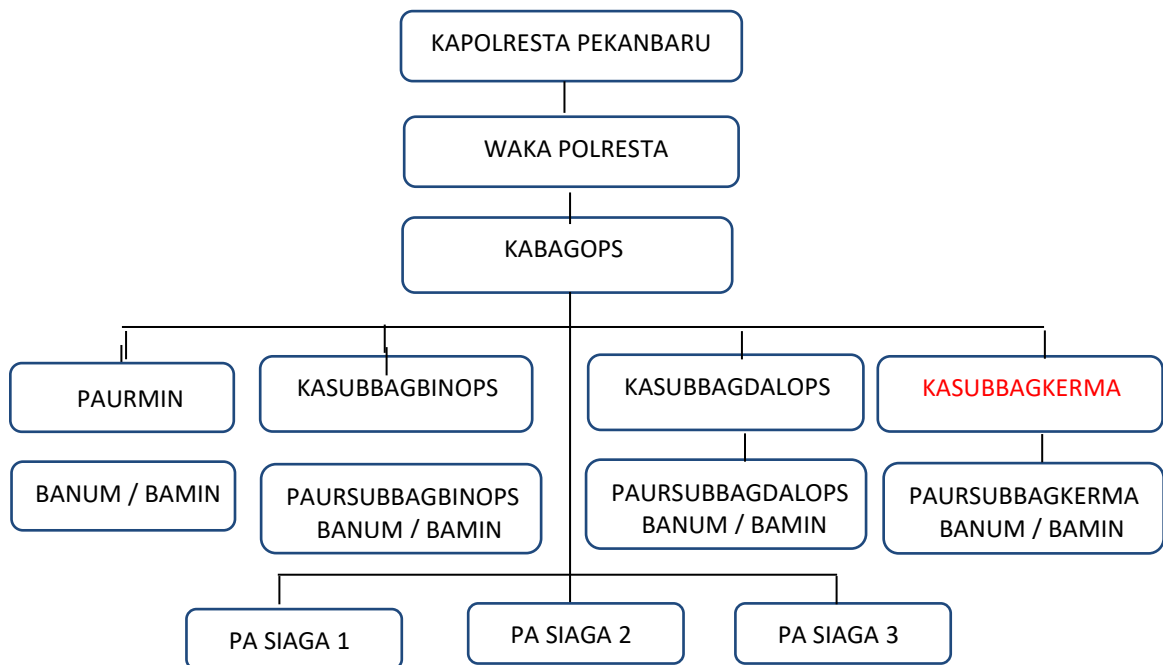 KAPOLRESTA PEKANBARU
WAKA POLRESTA
KABAGOPS
PAURMIN
KASUBBAGBINOPS
KASUBBAGDALOPS
KASUBBAGKERMA
BANUM / BAMIN
PAURSUBBAGBINOPS
BANUM / BAMIN
PAURSUBBAGDALOPS
BANUM / BAMIN
PAURSUBBAGKERMA
BANUM / BAMIN
PA SIAGA 1
PA SIAGA 2
PA SIAGA 3